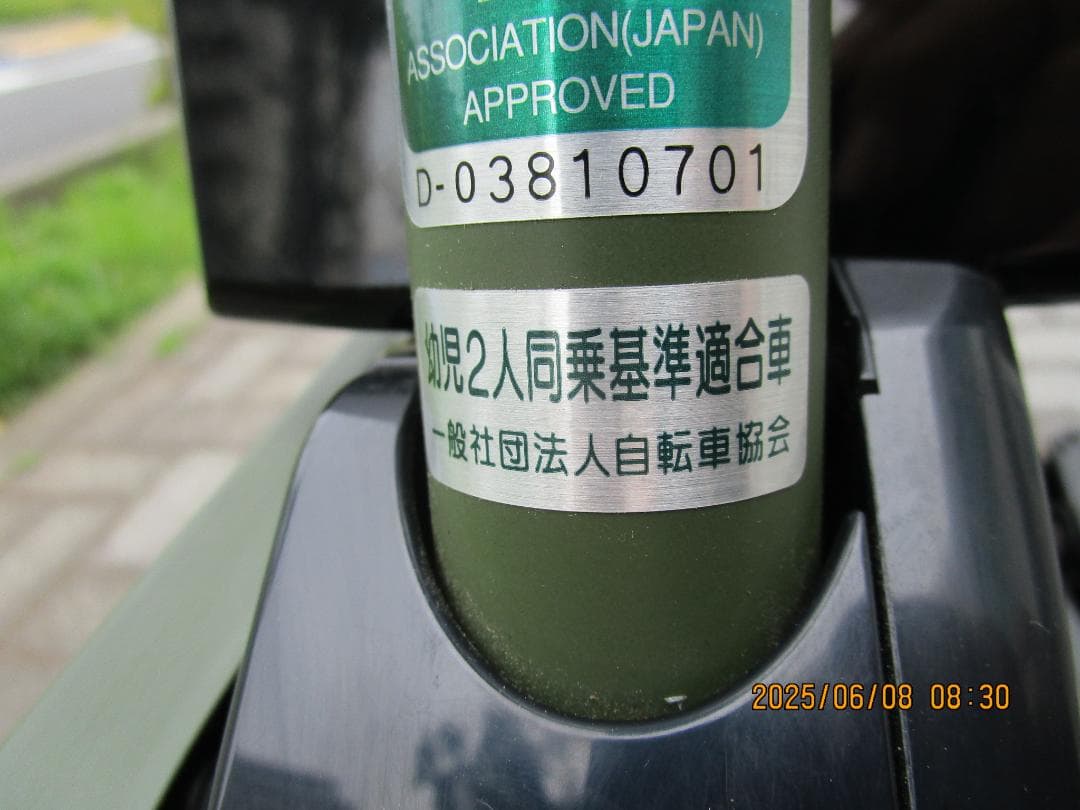 ASSOCIATION(JAPAN)
APPROVED
D-03810701
幼児2人同乗基準適合車
一般社団法人自転車協会
2025/06/08 08:30